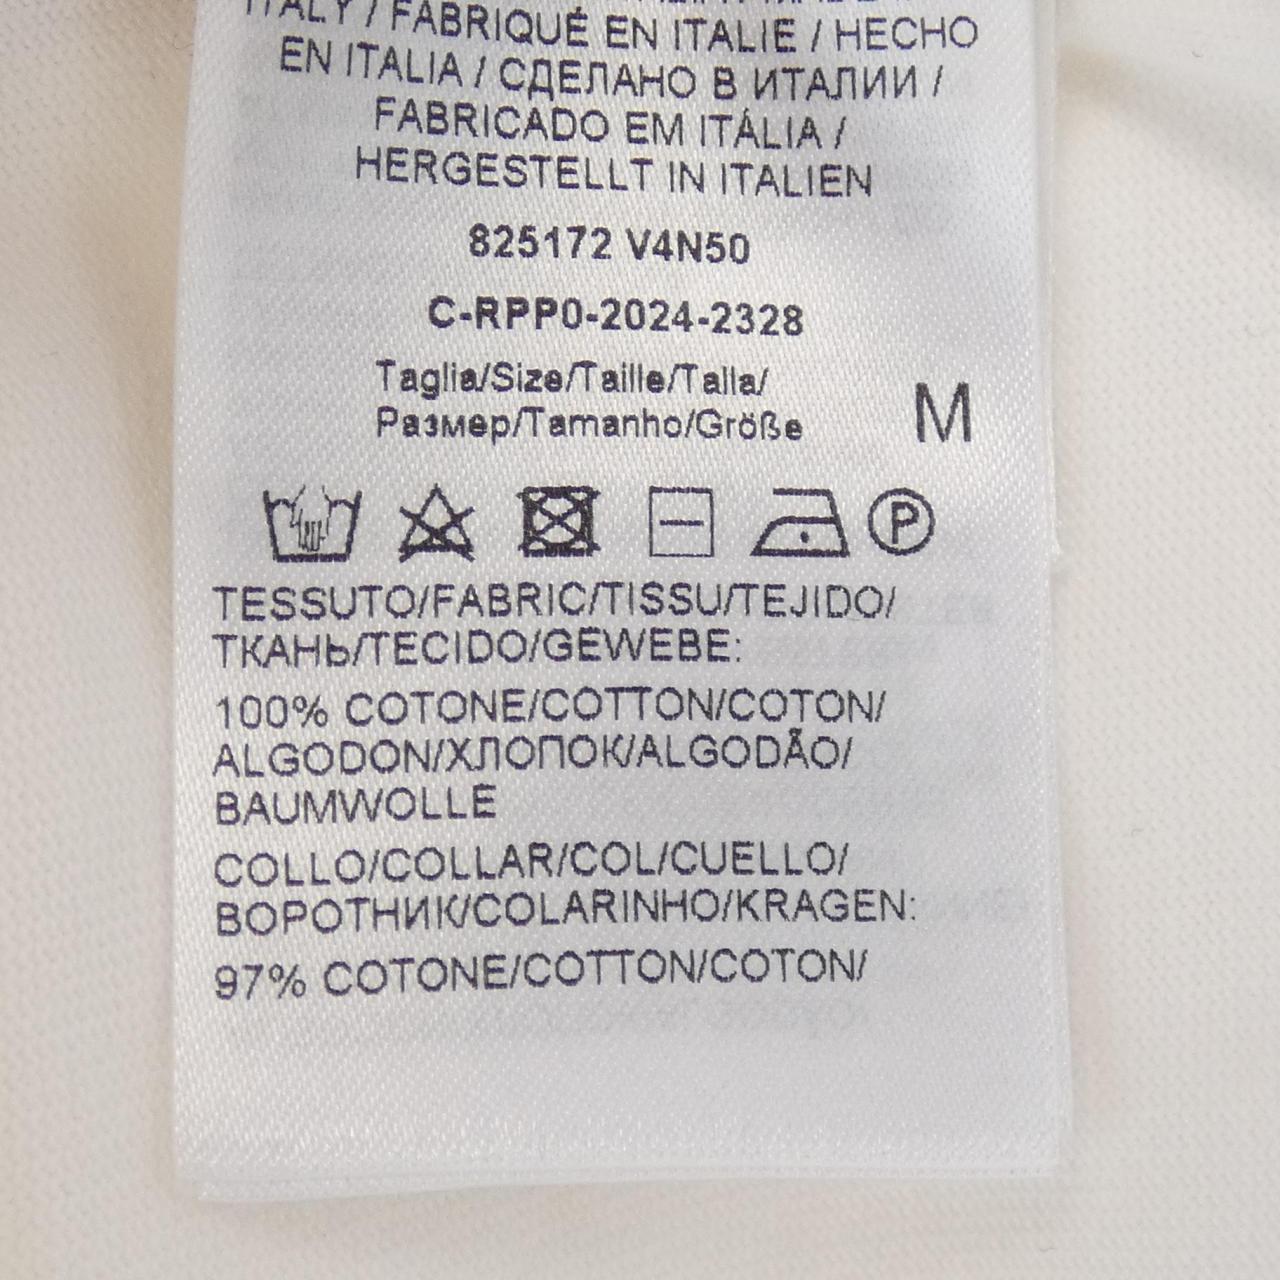 ITALY / FABRIQUÉ EN ITALIE / HECHO
EN ITALIA / СДЕЛАНО В ИТАЛИИ /
FABRICADO EM ITÁLIA /
HERGESTELLT IN ITALIEN
825172 V4N50
C-RPP0-2024-2328
Taglia/Size/Taille/Talla/
Размер/Tamanho/Größe
M
P
TESSUTO/FABRIC/TISSU/TEJIDO/
ТКАНЬ/TECIDO/GEWEBE:
100% COTONE/COTTON/COTON/
ALGODON/ХЛОПОК/ALGODÃO/
BAUMWOLLE
COLLO/COLLAR/COL/CUELLO/
ВОРОТНИК/COLARINHO/KRAGEN:
97% COTONE/COTTON/COTON/